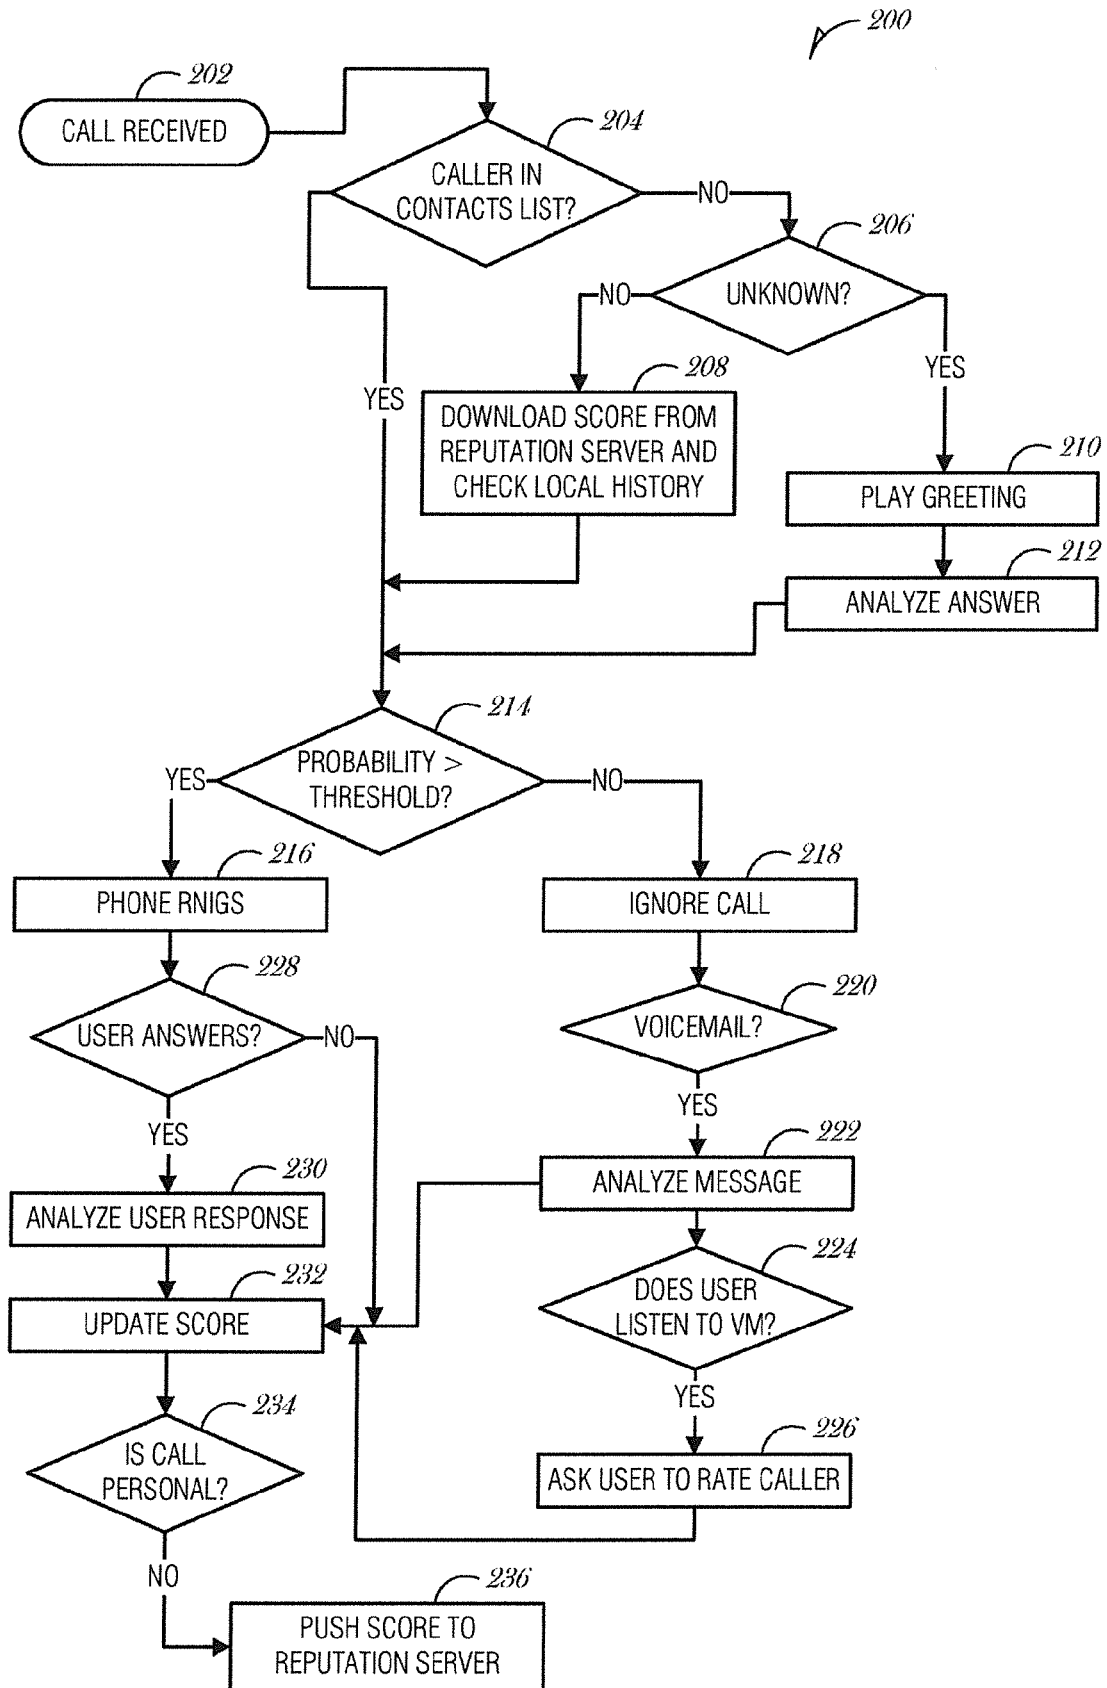 200
202
CALL RECEIVED
204
CALLER IN
CONTACTS LIST?
NO
206
UNKNOWN?
NO
YES
YES
208
DOWNLOAD SCORE FROM
REPUTATION SERVER AND
CHECK LOCAL HISTORY
210
PLAY GREETING
212
ANALYZE ANSWER
214
PROBABILITY >
THRESHOLD?
YES
NO
216
PHONE RNIGS
218
IGNORE CALL
228
USER ANSWERS?
NO
220
VOICEMAIL?
YES
YES
222
ANALYZE MESSAGE
230
ANALYZE USER RESPONSE
224
DOES USER
LISTEN TO VM?
232
UPDATE SCORE
YES
234
IS CALL
PERSONAL?
226
ASK USER TO RATE CALLER
NO
236
PUSH SCORE TO
REPUTATION SERVER